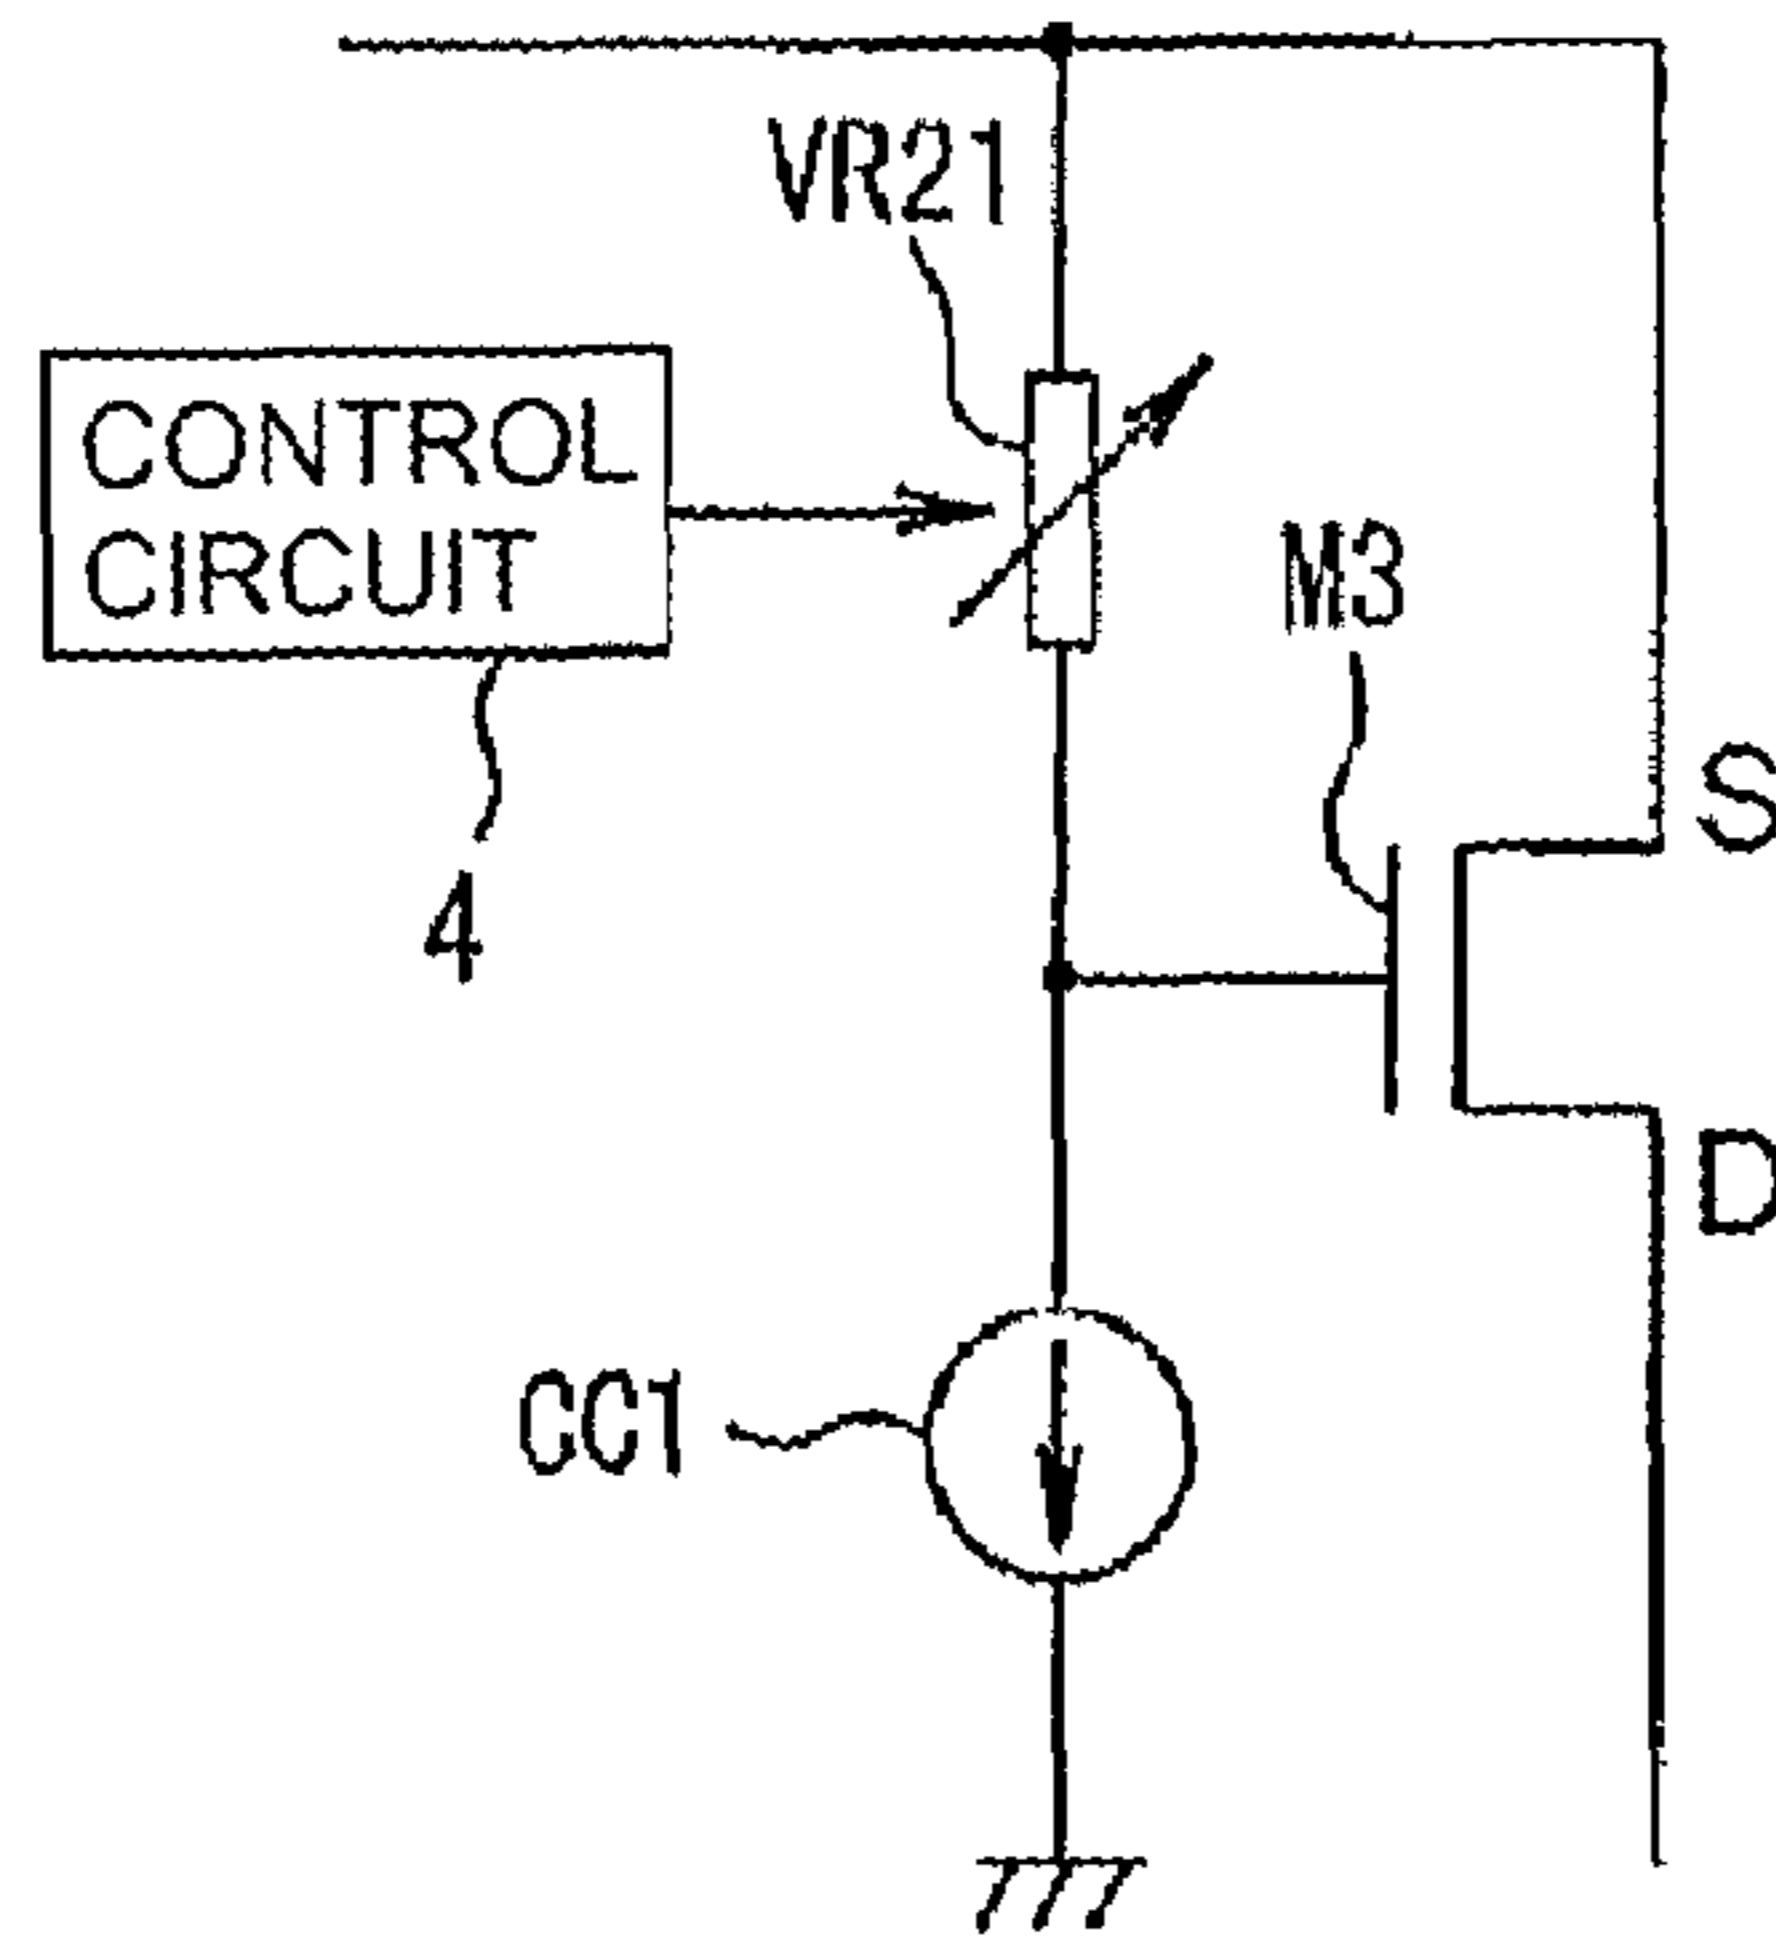 VR21
CONTROL
CIRCUIT
M3
S
4
D
CC1